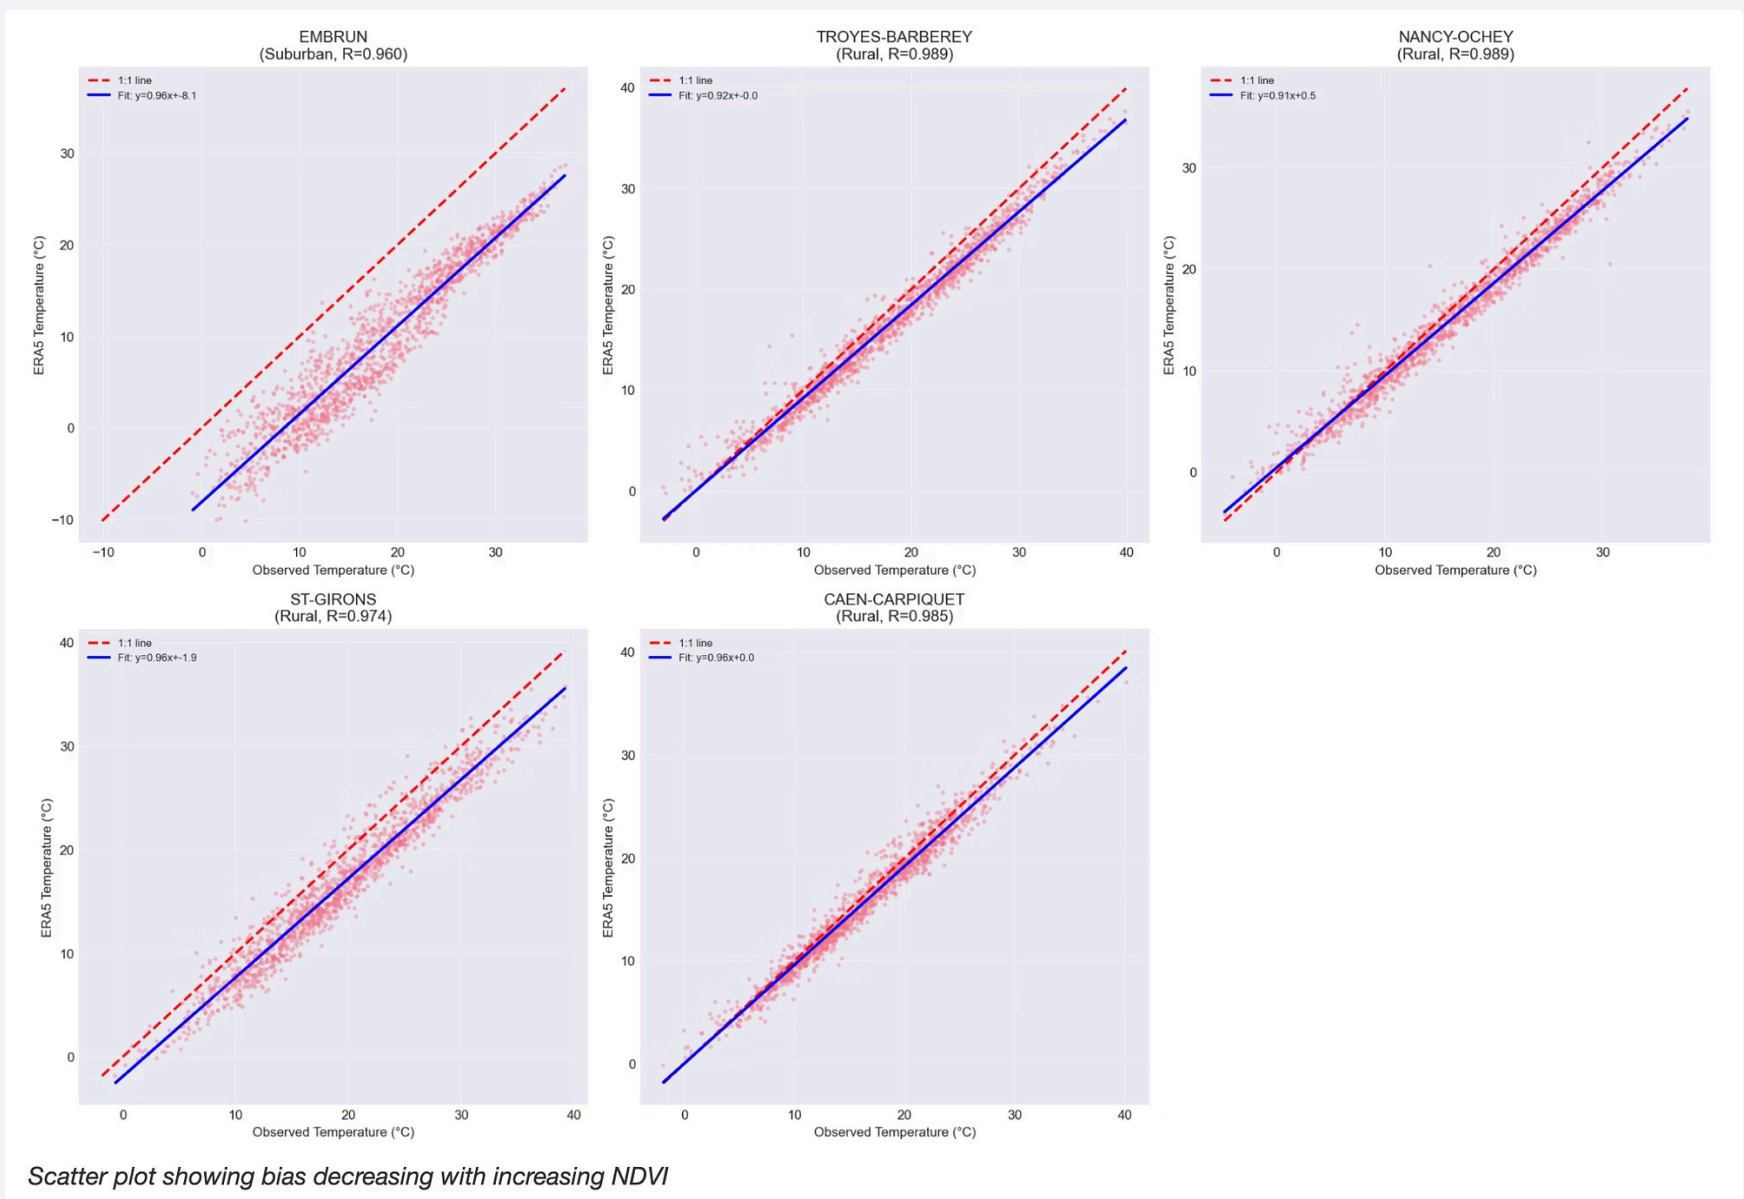 EMBRUN
(Suburban, R=0.960)
1:1 line
Fit: y=0.96x+-8.1
30
20
10
0
−10
ERA5 Temperature (°C)
−10 0 10 20 30
Observed Temperature (°C)
TROYES-BARBEREY
(Rural, R=0.989)
1:1 line
Fit: y=0.92x+-0.0
40
30
20
10
0
ERA5 Temperature (°C)
0 10 20 30 40
Observed Temperature (°C)
NANCY-OCHEY
(Rural, R=0.989)
1:1 line
Fit: y=0.91x+0.5
30
20
10
0
ERA5 Temperature (°C)
0 10 20 30
Observed Temperature (°C)
ST-GIRONS
(Rural, R=0.974)
1:1 line
Fit: y=0.96x+-1.9
40
30
20
10
0
ERA5 Temperature (°C)
0 10 20 30 40
Observed Temperature (°C)
CAEN-CARPIQUET
(Rural, R=0.985)
1:1 line
Fit: y=0.96x+0.0
40
30
20
10
0
ERA5 Temperature (°C)
0 10 20 30 40
Observed Temperature (°C)
Scatter plot showing bias decreasing with increasing NDVI